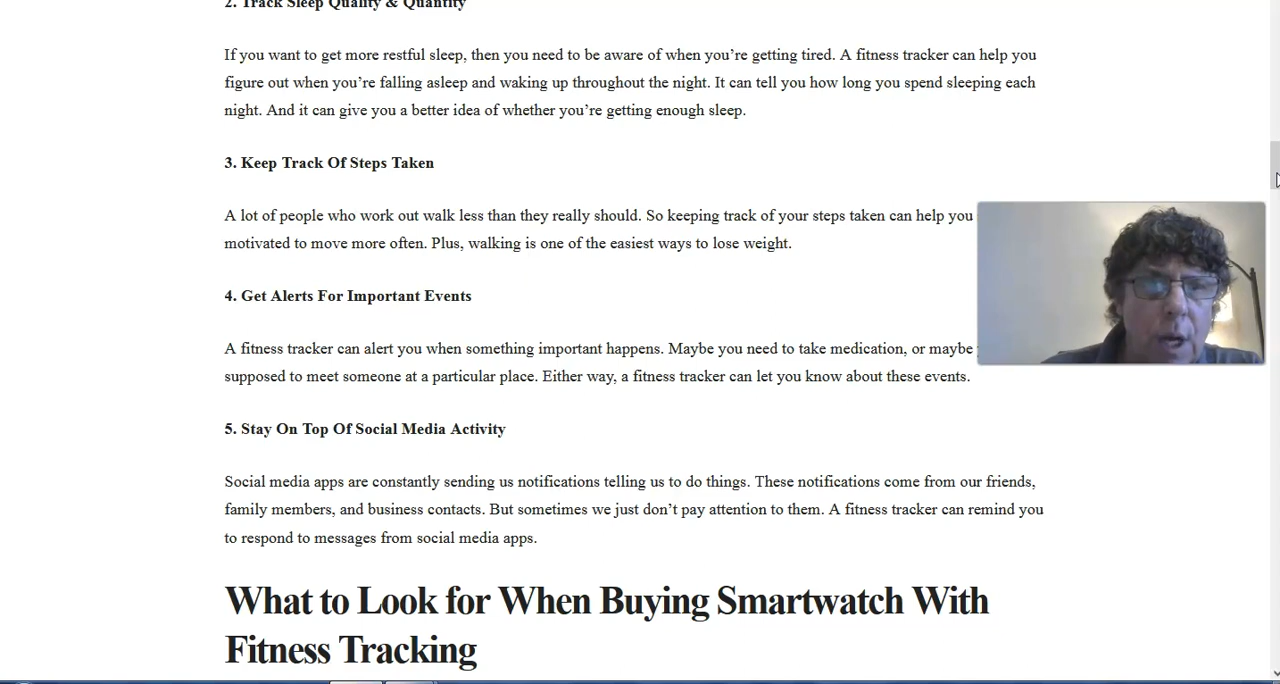 2. Track Sleep Quality & Quantity
If you want to get more restful sleep, then you need to be aware of when you’re getting tired. A fitness tracker can help you
figure out when you’re falling asleep and waking up throughout the night. It can tell you how long you spend sleeping each
night. And it can give you a better idea of whether you’re getting enough sleep.
3. Keep Track Of Steps Taken
A lot of people who work out walk less than they really should. So keeping track of your steps taken can help you
motivated to move more often. Plus, walking is one of the easiest ways to lose weight.
4. Get Alerts For Important Events
A fitness tracker can alert you when something important happens. Maybe you need to take medication, or maybe
supposed to meet someone at a particular place. Either way, a fitness tracker can let you know about these events.
5. Stay On Top Of Social Media Activity
Social media apps are constantly sending us notifications telling us to do things. These notifications come from our friends,
family members, and business contacts. But sometimes we just don’t pay attention to them. A fitness tracker can remind you
to respond to messages from social media apps.
What to Look for When Buying Smartwatch With
Fitness Tracking